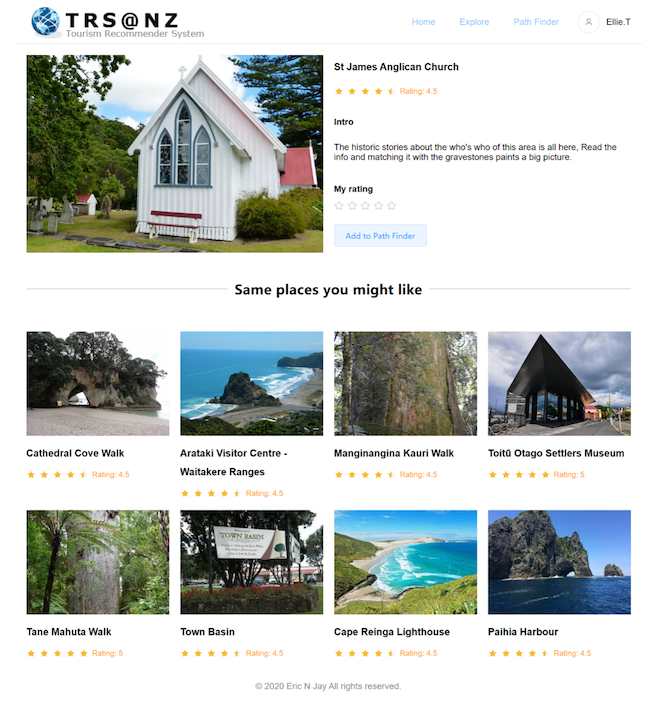 TRS@NZ
Tourism Recommender System
Home
Explore
Path Finder
Ellie.T
St James Anglican Church
Rating: 4.5
Intro
The historic stories about the who's who of this area is all here, Read the
info and matching it with the gravestones paints a big picture.
My rating
Add to Path Finder
Same places you might like
Cathedral Cove Walk
Rating: 4.5
Arataki Visitor Centre -
Waitakere Ranges
Rating: 4.5
Manginangina Kauri Walk
Rating: 4.5
Toitū Otago Settlers Museum
Rating: 5
TOWN BASIN
Tane Mahuta Walk
Rating: 5
Town Basin
Rating: 4.5
Cape Reinga Lighthouse
Rating: 4.5
Paihia Harbour
Rating: 4.5
© 2020 Eric N Jay All rights reserved.